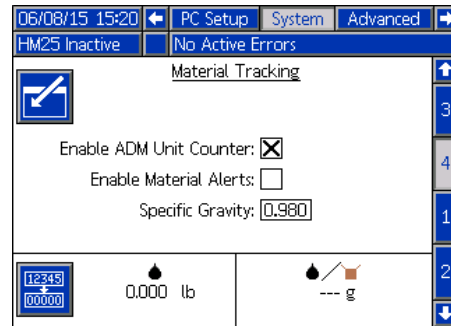 06/08/15 15:20 PC Setup System Advanced
HM25 Inactive No Active Errors
Material Tracking
3
Enable ADM Unit Counter:
4
Enable Material Alerts:
Specific Gravity: 0.980
1
2
12345
00000
0.000 lb
--- g